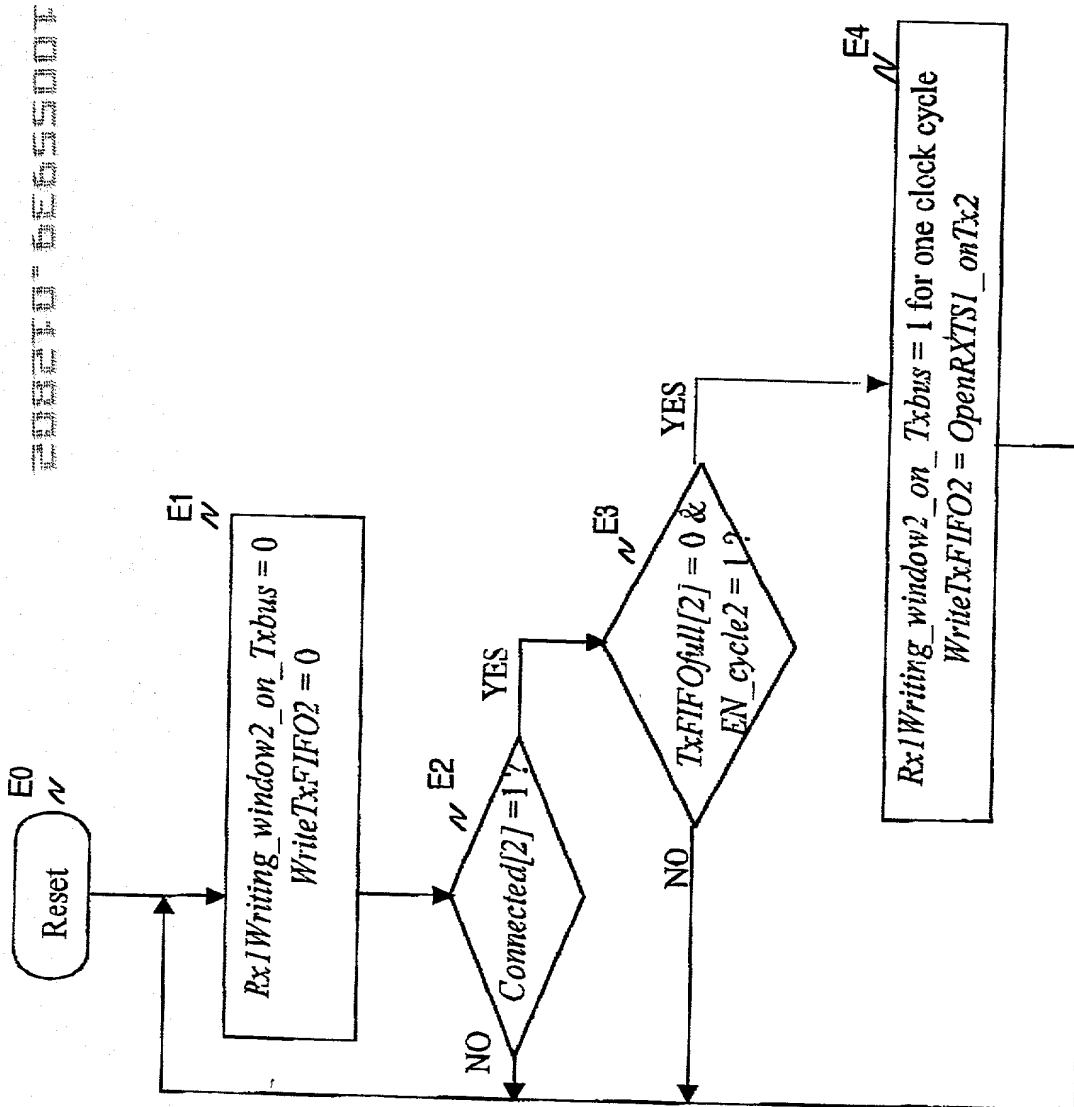 E0
Reset
E1
Rx1Writing_window2_on_Txbus = 0
WriteTxFIFO2 = 0
E2
Connected[2] =1 ?
NO
YES
E3
TxFIFOfull[2] = 0 &
EN_cycle2 = 1 ?
NO
YES
E4
Rx1Writing_window2_on_Txbus = 1 for one clock cycle
WriteTxFIFO2 = OpenRXTS1_onTx2